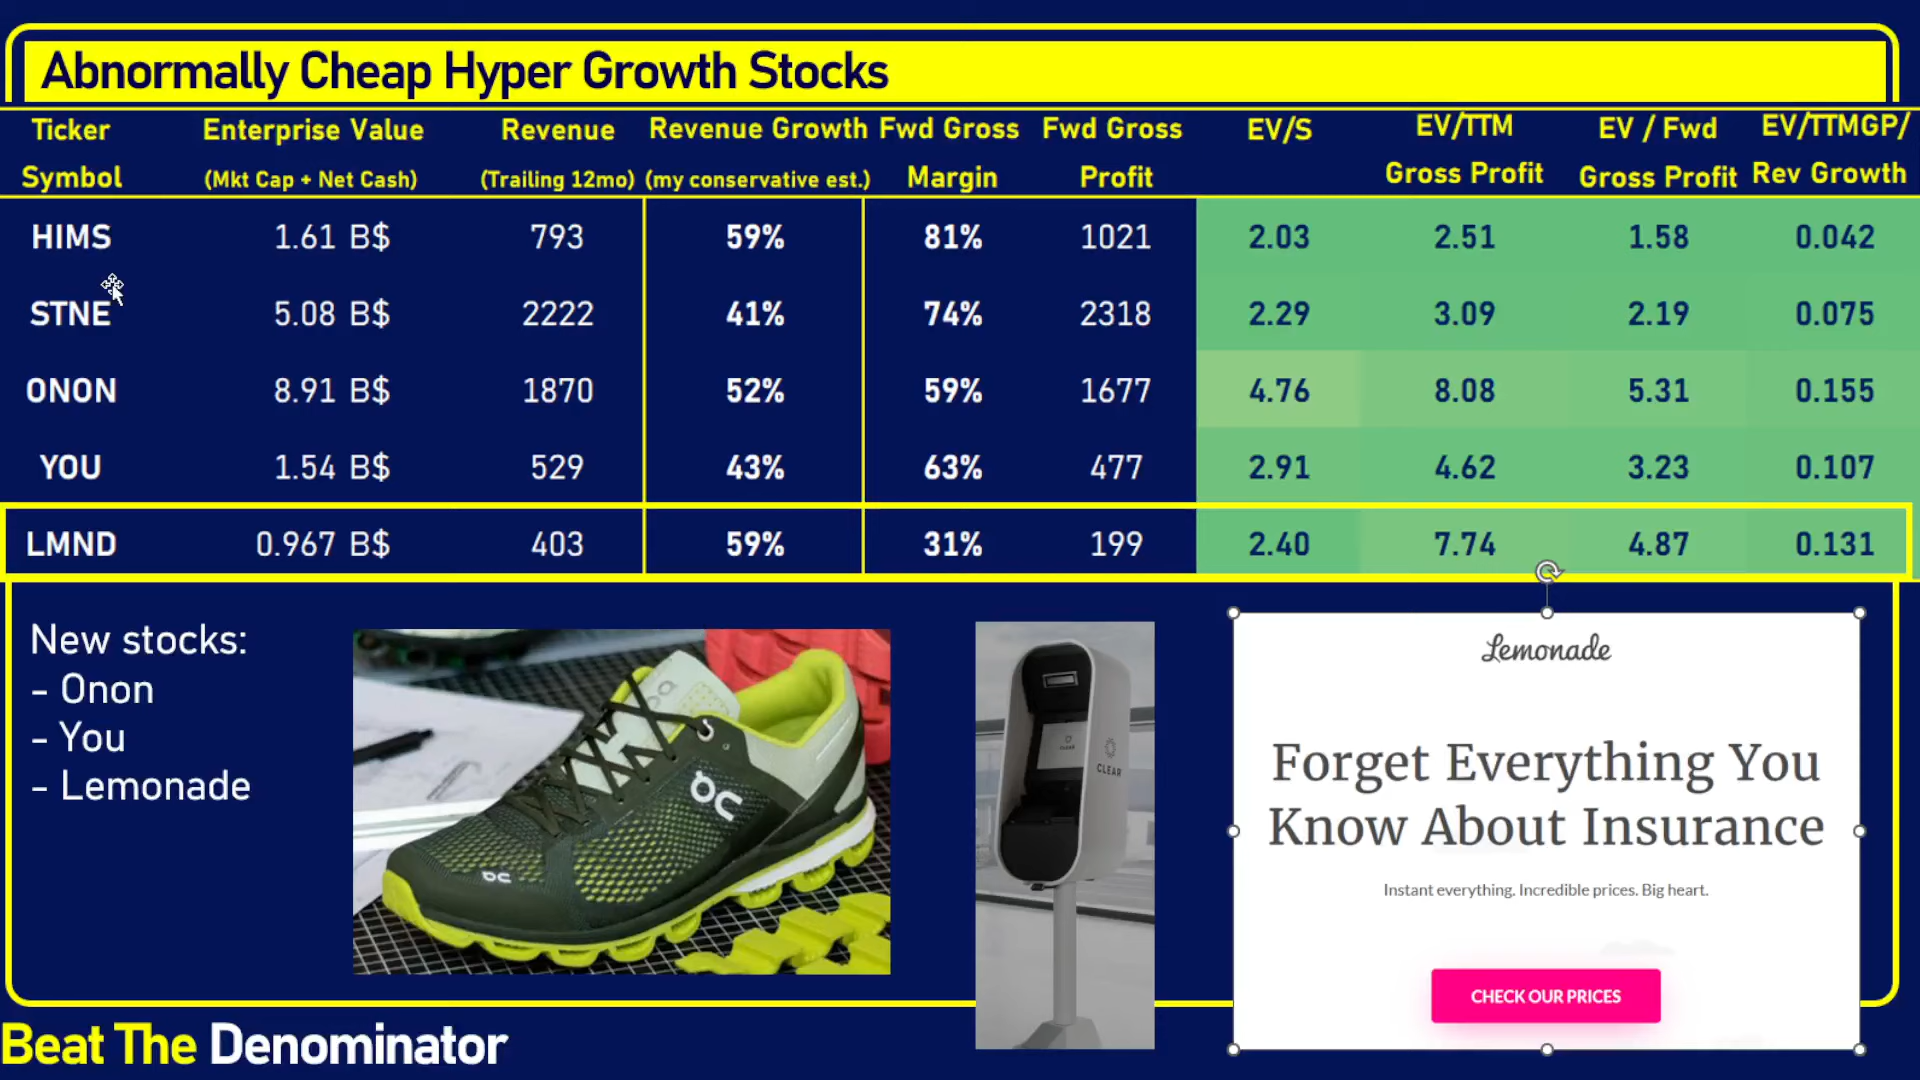 Abnormally Cheap Hyper Growth Stocks
Ticker Symbol Enterprise Value (Mkt Cap + Net Cash) Revenue (Trailing 12mo) Revenue Growth (my conservative est.) Fwd Gross Margin Fwd Gross Profit EV/S EV/TTM Gross Profit EV / Fwd Gross Profit EV/TTMGP/ Rev Growth
HIMS 1.61 B$ 793 59% 81% 1021 2.03 2.51 1.58 0.042
STNE 5.08 B$ 2222 41% 74% 2318 2.29 3.09 2.19 0.075
ONON 8.91 B$ 1870 52% 59% 1677 4.76 8.08 5.31 0.155
YOU 1.54 B$ 529 43% 63% 477 2.91 4.62 3.23 0.107
LMND 0.967 B$ 403 59% 31% 199 2.40 7.74 4.87 0.131
New stocks:
- Onon
- You
- Lemonade
CLEAR
Lemonade
Forget Everything You
Know About Insurance
Instant everything. Incredible prices. Big heart.
CHECK OUR PRICES
Beat The Denominator